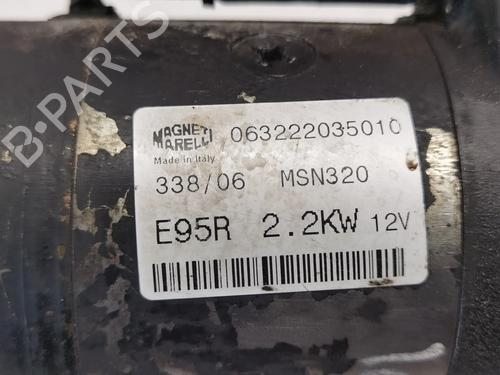 MAGNETI
MARELLI
Made in Italy
063222035010
338/06 MSN320
E95R 2.2KW 12V
B-PARTS